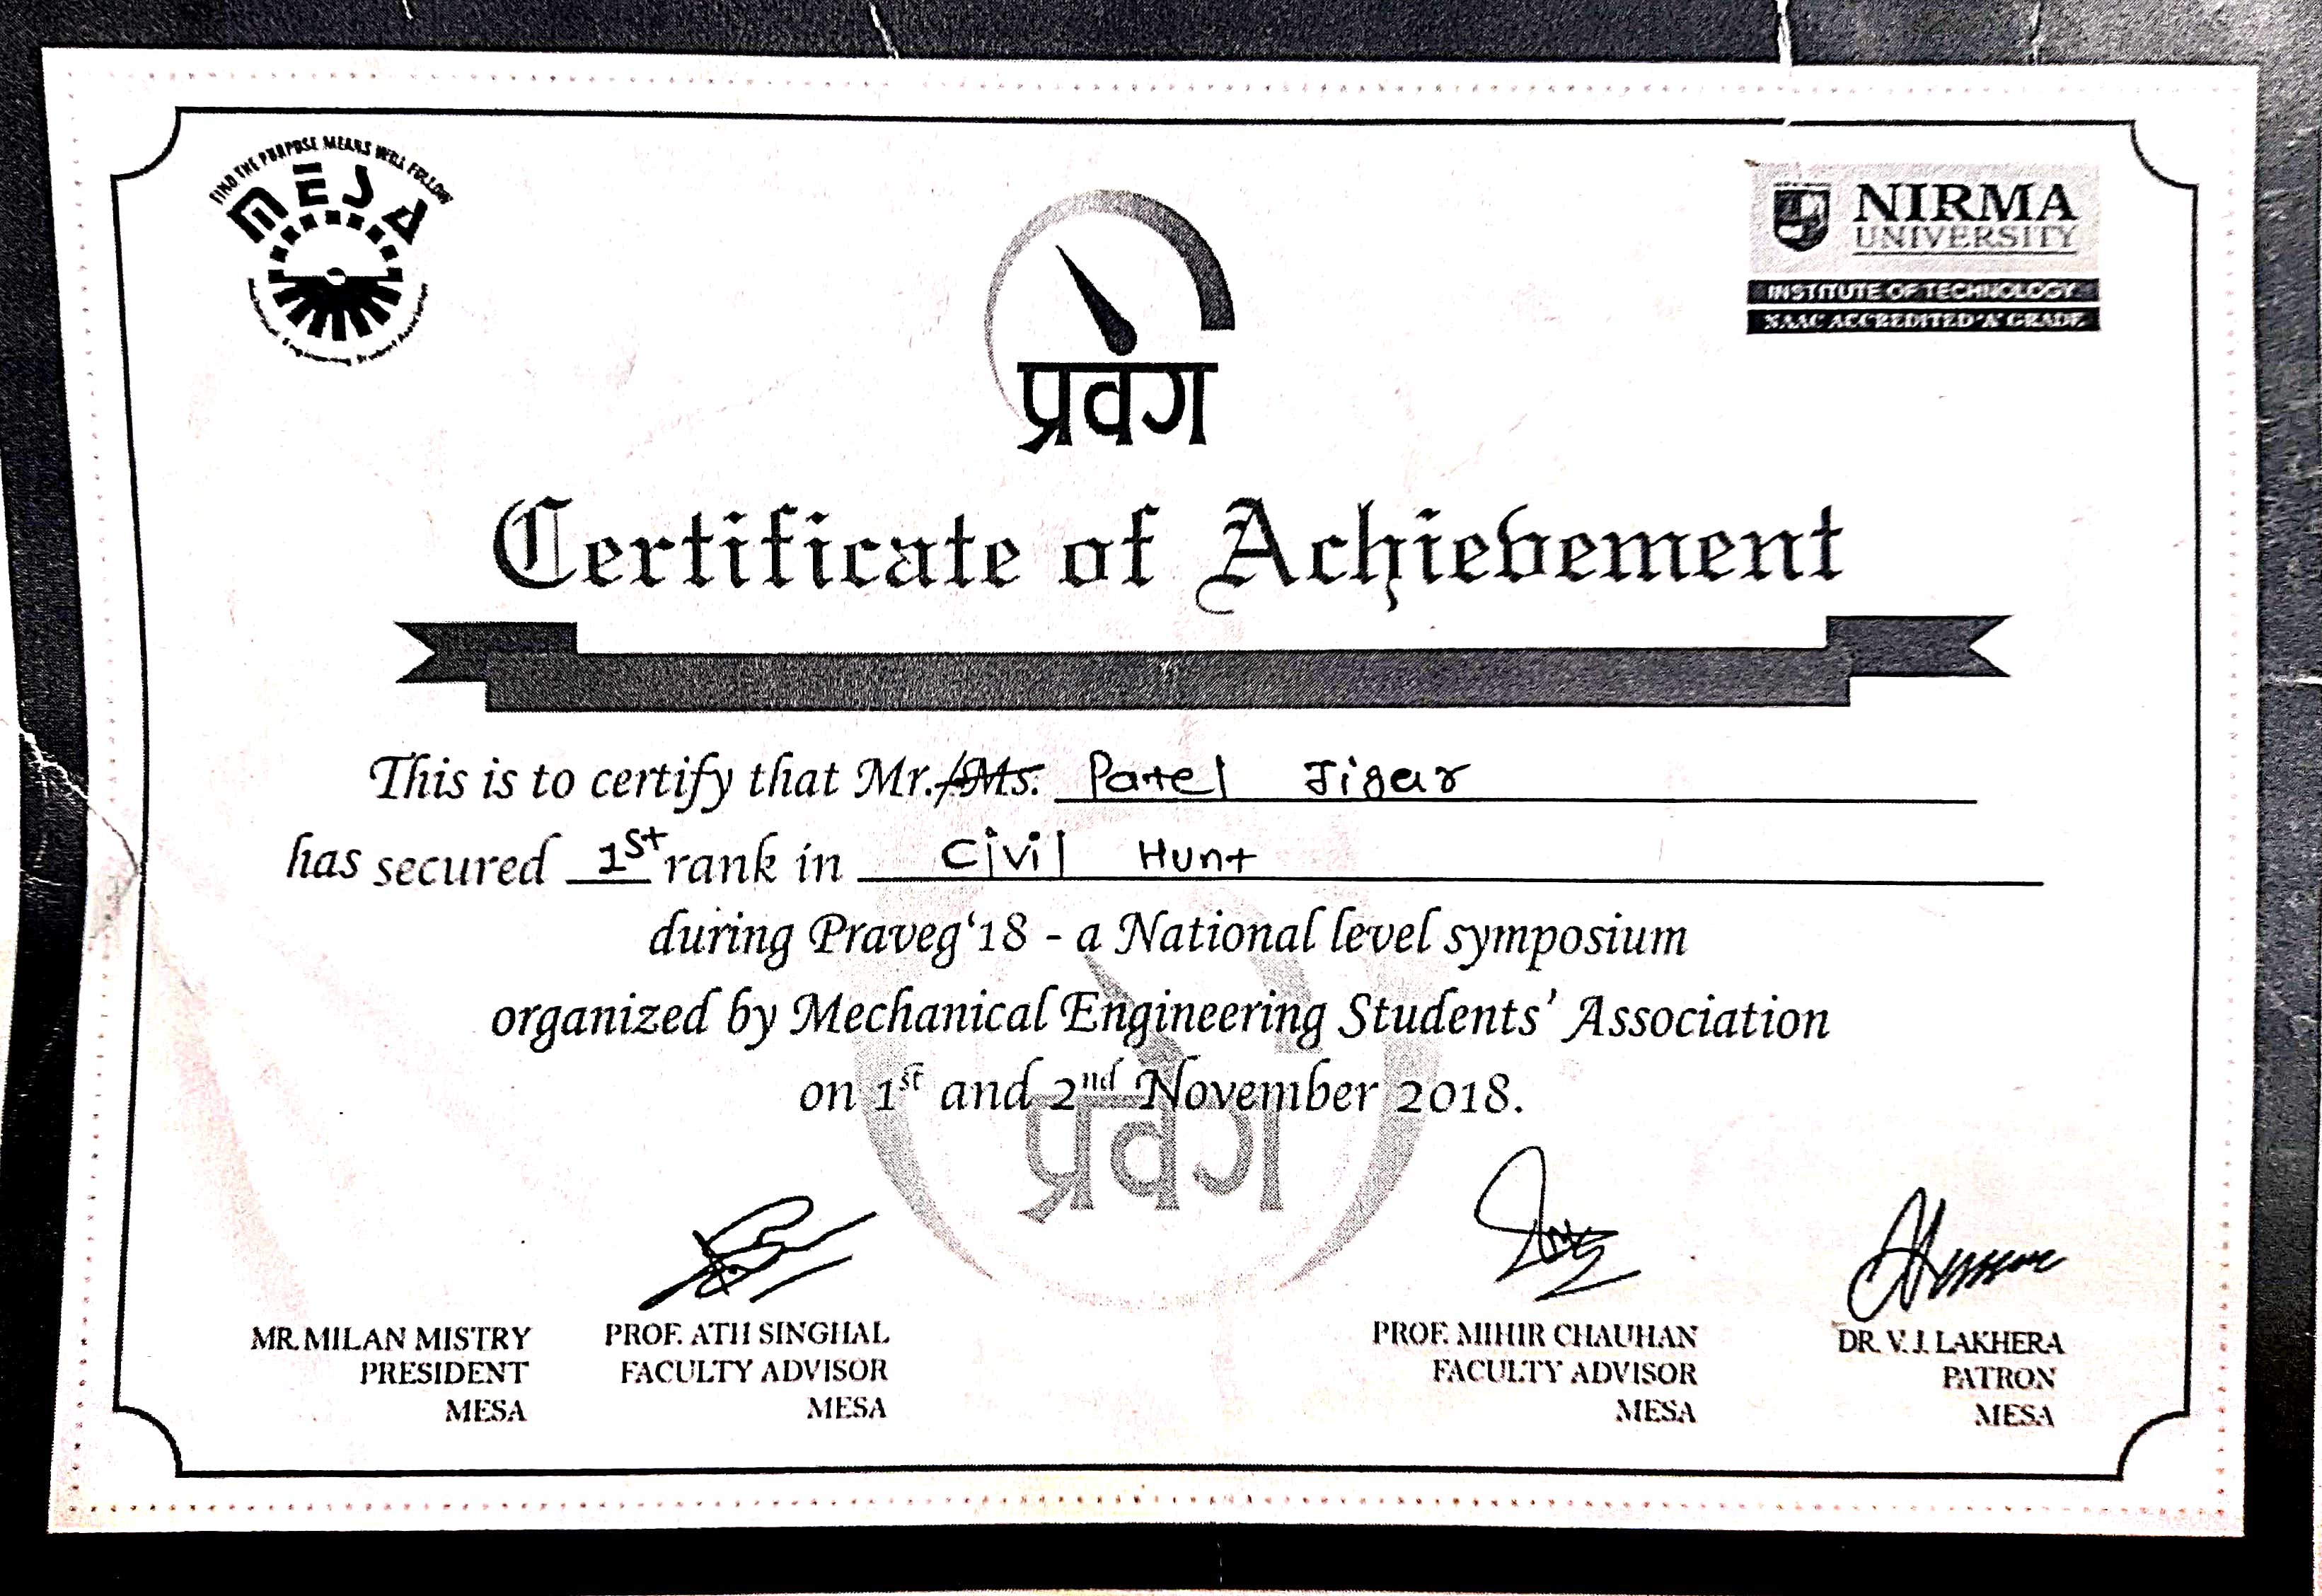 FIND THE PURPOSE MEANS WILL FOLLOW
MESA
Engineering Student Association
NIRMA
UNIVERSITY
INSTITUTE OF TECHNOLOGY
NAAC ACCREDITED 'A' GRADE
प्रवेग
Certificate of Achievement
This is to certify that Mr./Ms. Patel Jigar
has secured 1st rank in Civil Hunt
during Praveg‘18 - a National level symposium
organized by Mechanical Engineering Students’ Association
on 1st and 2nd November 2018.
प्रवेग
MR. MILAN MISTRY
PRESIDENT
MESA
PROF. ATH SINGHAL
FACULTY ADVISOR
MESA
PROF. MIHIR CHAUHAN
FACULTY ADVISOR
MESA
DR. V. J. LAKHERA
PATRON
MESA